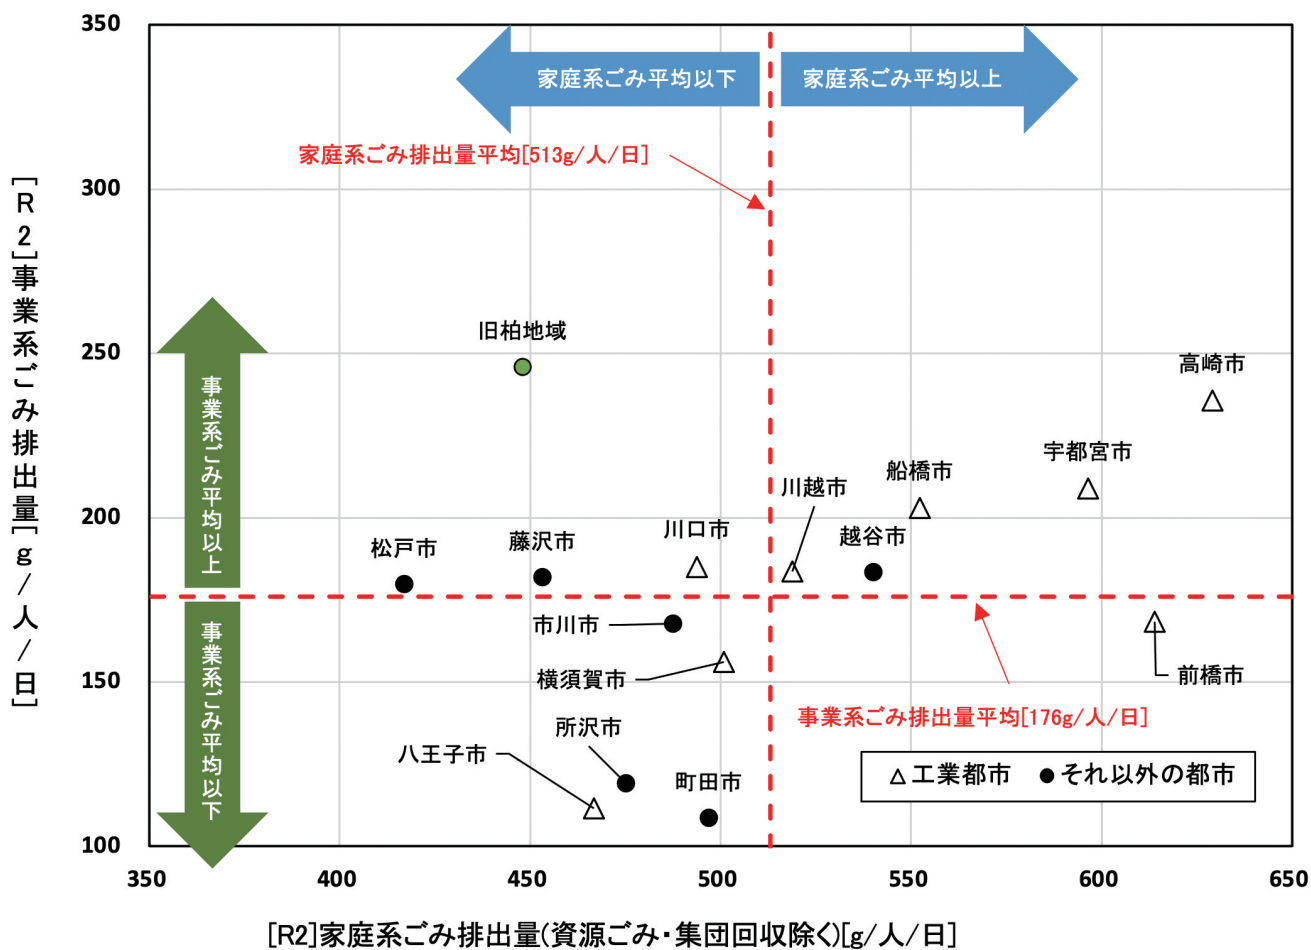 350
300
250
200
150
100
350
400
450
500
550
600
650
[R2]事業系ごみ排出量]g/人/日]
[R2]家庭系ごみ排出量(資源ごみ・集団回収除く)[g/人/日]
家庭系ごみ平均以下
家庭系ごみ平均以上
家庭系ごみ排出量平均[513g/人/日]
事業系ごみ平均以上
事業系ごみ平均以下
旧柏地域
高崎市
宇都宮市
船橋市
川越市
越谷市
川口市
藤沢市
松戸市
市川市
横須賀市
前橋市
事業系ごみ排出量平均[176g/人/日]
所沢市
八王子市
町田市
工業都市
それ以外の都市